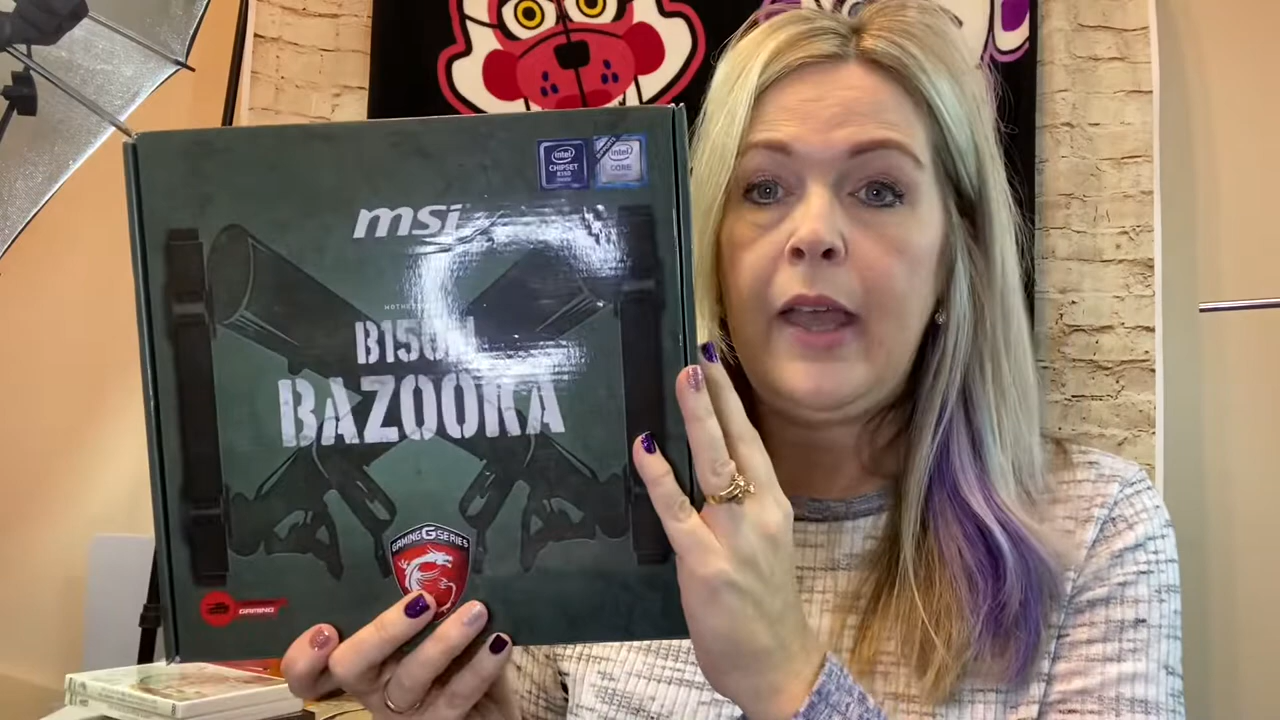 intel
CHIPSET
B150
intel
CORE
msi
BAZOOKA
GAMING G SERIES
GAMING